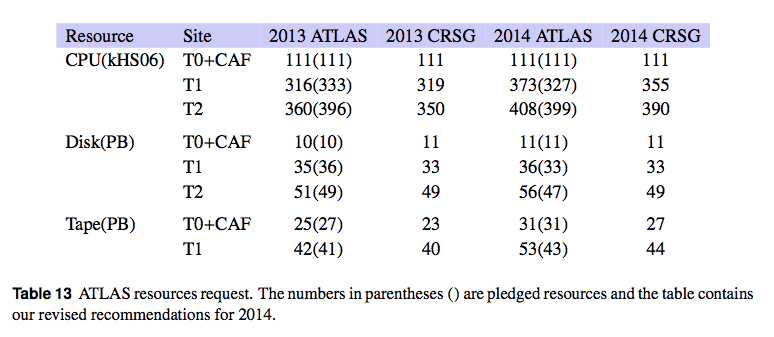 Resource Site 2013 ATLAS 2013 CRSG 2014 ATLAS 2014 CRSG
CPU(kHS06) T0+CAF 111(111) 111 111(111) 111
T1 316(333) 319 373(327) 355
T2 360(396) 350 408(399) 390
Disk(PB) T0+CAF 10(10) 11 11(11) 11
T1 35(36) 33 36(33) 33
T2 51(49) 49 56(47) 49
Tape(PB) T0+CAF 25(27) 23 31(31) 27
T1 42(41) 40 53(43) 44
Table 13 ATLAS resources request. The numbers in parentheses () are pledged resources and the table contains
our revised recommendations for 2014.